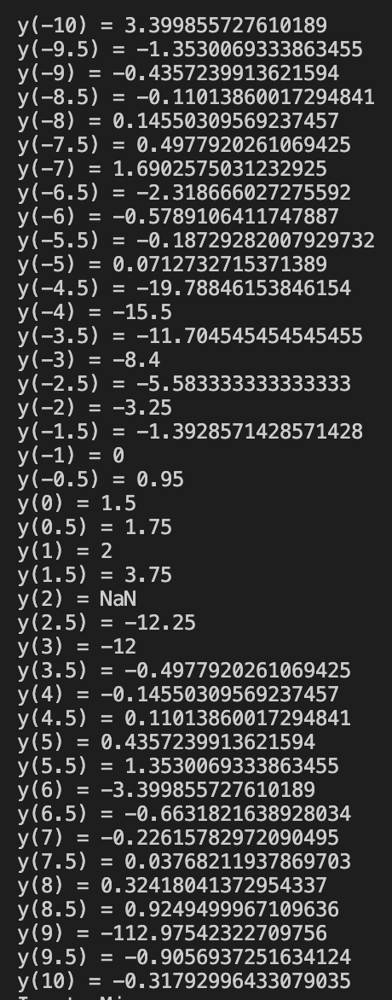 y(-10) = 3.399855727610189
y(-9.5) = -1.3530069333863455
y(-9) = -0.4357239913621594
y(-8.5) = -0.11013860017294841
y(-8) = 0.14550309569237457
y(-7.5) = 0.4977920261069425
y(-7) = 1.6902575031232925
y(-6.5) = -2.318666027275592
y(-6) = -0.5789106411747887
y(-5.5) = -0.18729282007929732
y(-5) = 0.0712732715371389
y(-4.5) = -19.78846153846154
y(-4) = -15.5
y(-3.5) = -11.704545454545455
y(-3) = -8.4
y(-2.5) = -5.583333333333333
y(-2) = -3.25
y(-1.5) = -1.3928571428571428
y(-1) = 0
y(-0.5) = 0.95
y(0) = 1.5
y(0.5) = 1.75
y(1) = 2
y(1.5) = 3.75
y(2) = NaN
y(2.5) = -12.25
y(3) = -12
y(3.5) = -0.4977920261069425
y(4) = -0.14550309569237457
y(4.5) = 0.11013860017294841
y(5) = 0.4357239913621594
y(5.5) = 1.3530069333863455
y(6) = -3.399855727610189
y(6.5) = -0.6631821638928034
y(7) = -0.22615782972090495
y(7.5) = 0.03768211937869703
y(8) = 0.32418041372954337
y(8.5) = 0.9249499967109636
y(9) = -112.97542322709756
y(9.5) = -0.9056937251634124
y(10) = -0.31792996433079035